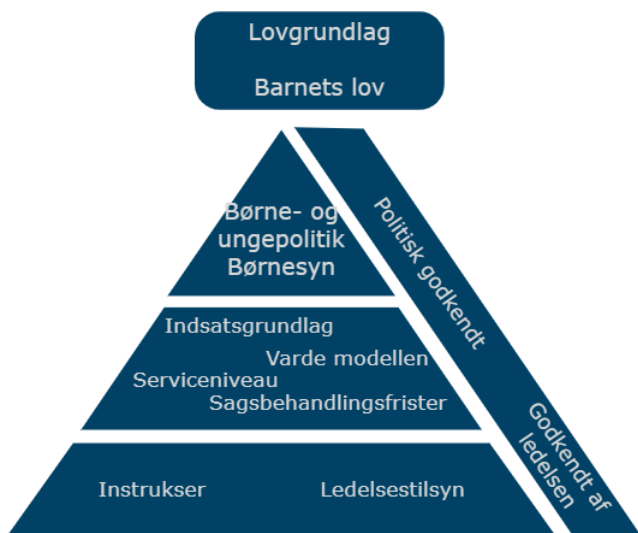 Lovgrundlag
Barnets lov
Børne- og
ungepolitik
Børnesyn
Politisk godkendt
Indsatsgrundlag
Varde modellen
Serviceniveau
Sagsbehandlingsfrister
Godkendt af
ledelsen
Instrukser
Ledelsestilsyn